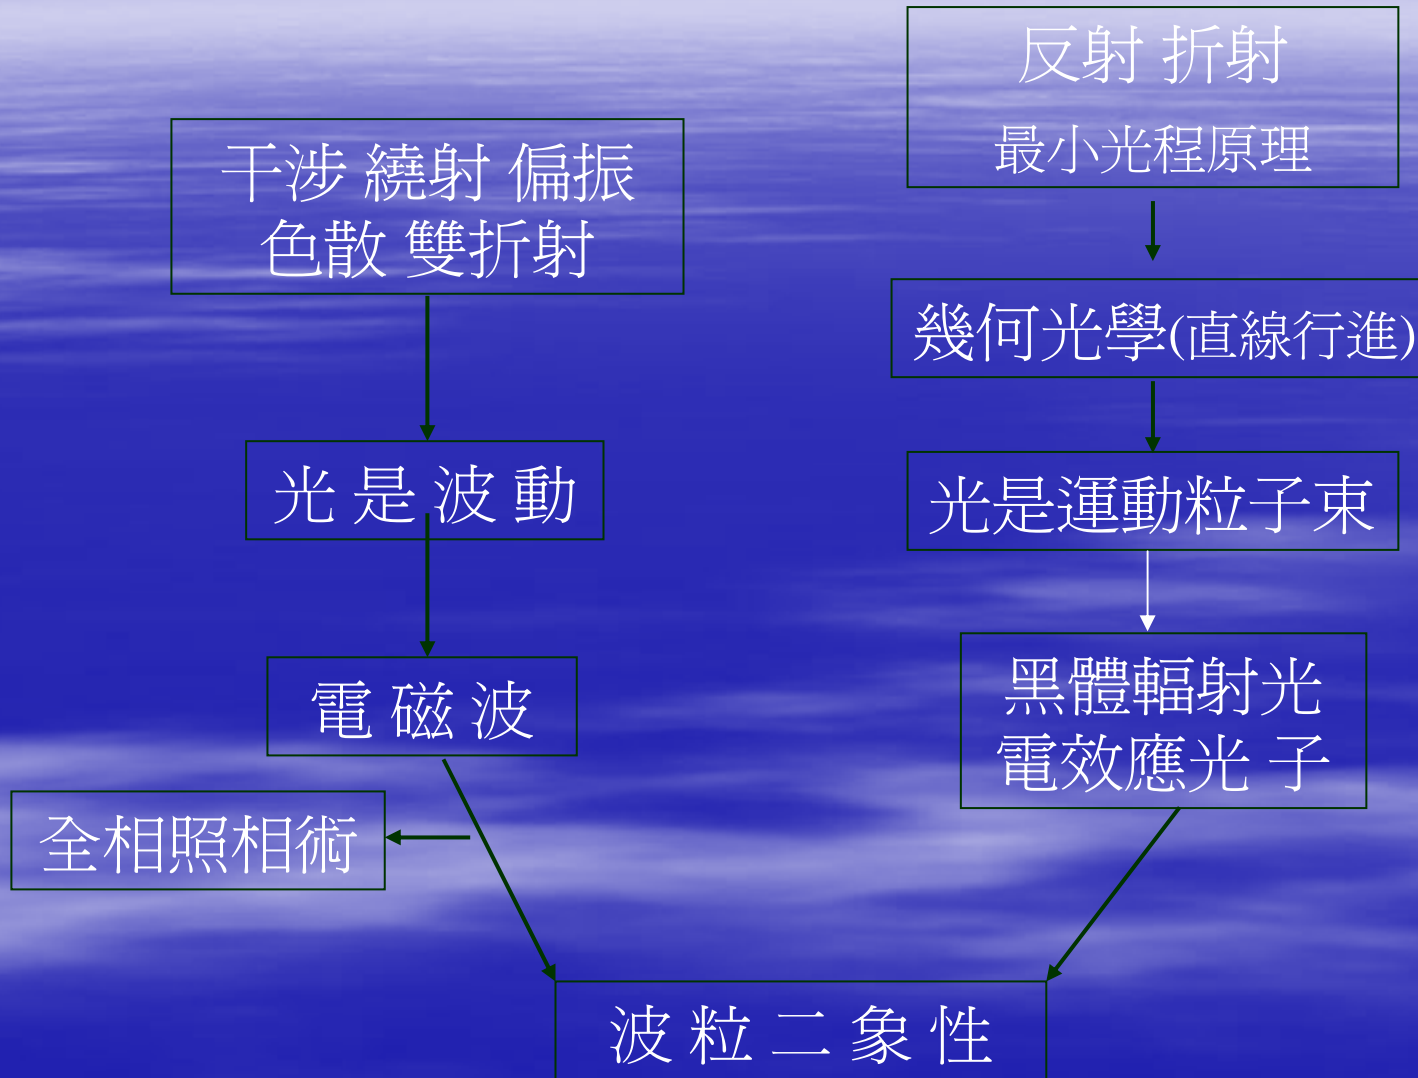 反射 折射
最小光程原理
干涉 繞射 偏振
色散 雙折射
幾何光學(直線行進)
光 是 波 動
光是運動粒子束
電 磁 波
黑體輻射光
電效應光 子
全相照相術
波 粒 二 象 性